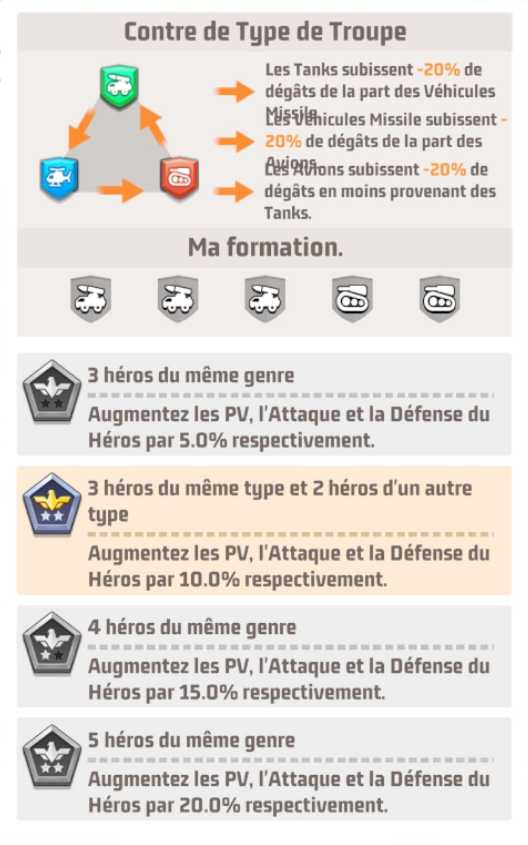 Contre de Type de Troupe
Les Tanks subissent -20% de
dégâts de la part des Véhicules
Missile.
Les Véhicules Missile subissent -
20% de dégâts de la part des
Avions.
Les Avions subissent -20% de
dégâts en moins provenant des
Tanks.
Ma formation.
3 héros du même genre
Augmentez les PV, l'Attaque et la Défense du
Héros par 5.0% respectivement.
3 héros du même type et 2 héros d'un autre
type
Augmentez les PV, l'Attaque et la Défense du
Héros par 10.0% respectivement.
4 héros du même genre
Augmentez les PV, l'Attaque et la Défense du
Héros par 15.0% respectivement.
5 héros du même genre
Augmentez les PV, l'Attaque et la Défense du
Héros par 20.0% respectivement.